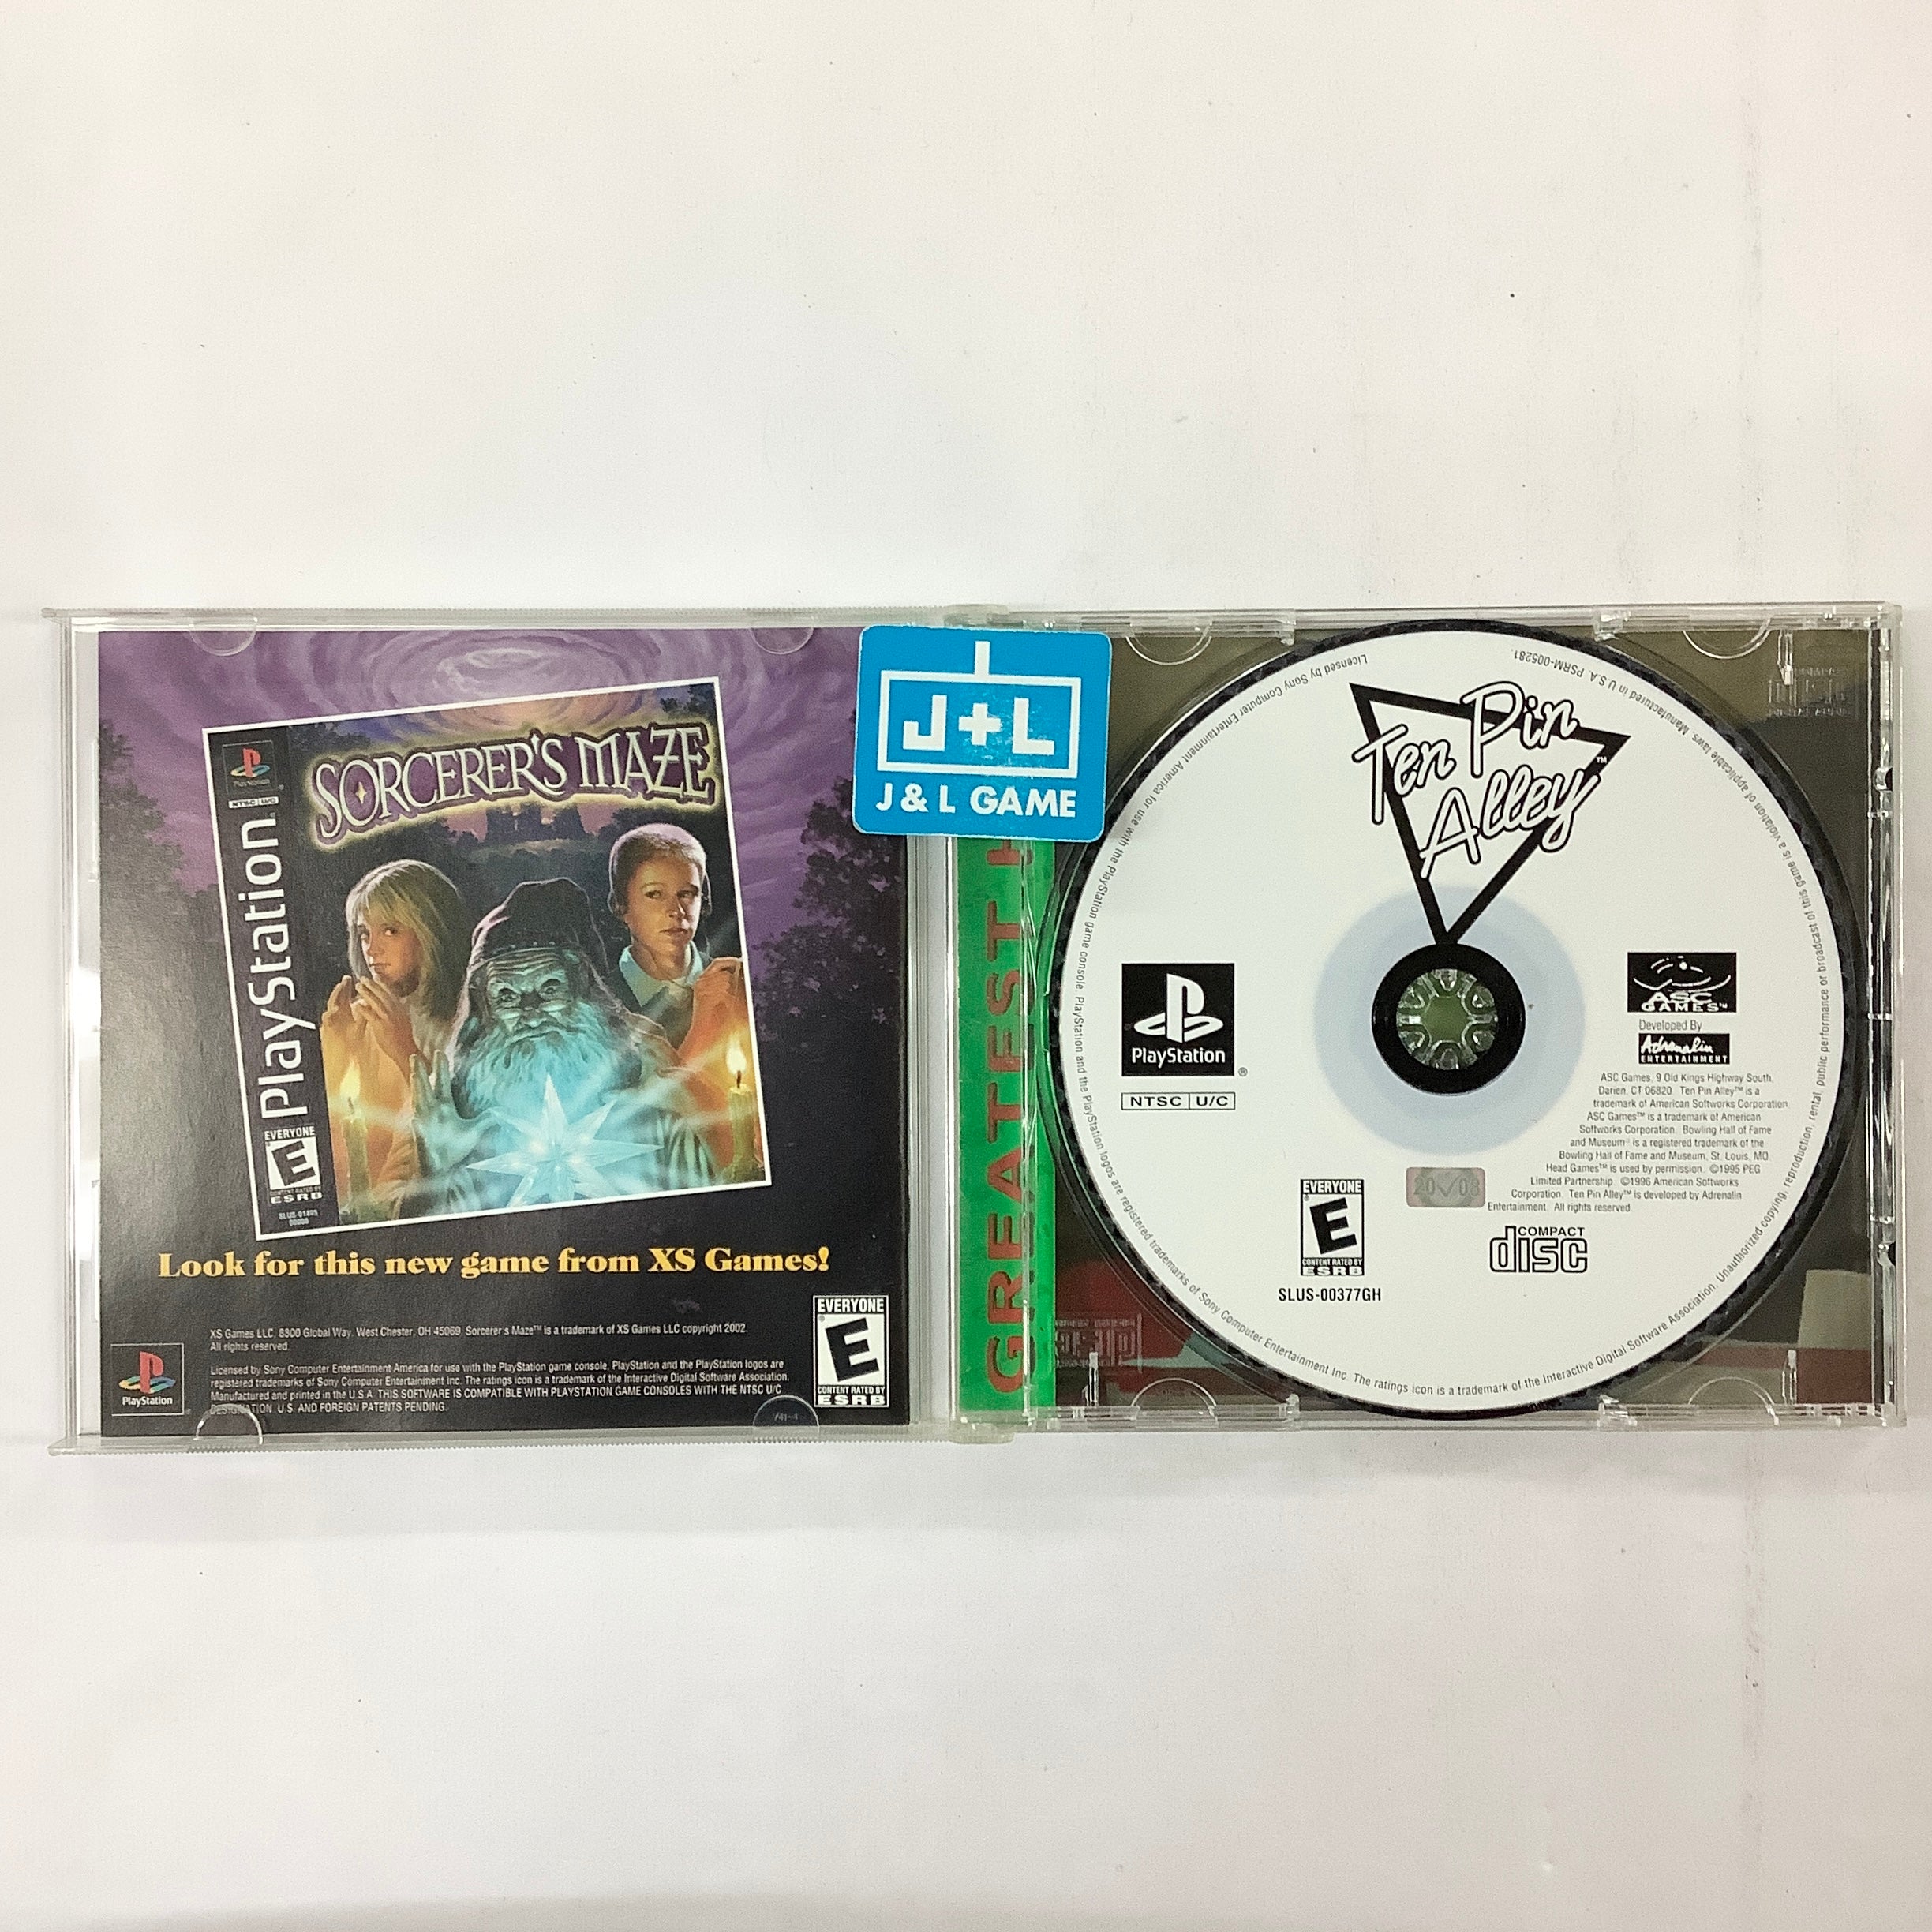 SORCERER'S MAZE
PlayStation
NTSC U/C
PlayStation
EVERYONE
E
CONTENT RATED BY
ESRB
SLUS-01495
Look for this new game from XS Games!
XS Games LLC, 8300 Global Way, West Chester, OH 45069. Sorcerer's Maze™ is a trademark of XS Games LLC copyright 2002.
All rights reserved.
Licensed by Sony Computer Entertainment America for use with the PlayStation game console. PlayStation and the PlayStation logos are
registered trademarks of Sony Computer Entertainment Inc. The ratings icon is a trademark of the Interactive Digital Software Association.
Manufactured and printed in the U.S.A. THIS SOFTWARE IS COMPATIBLE WITH PLAYSTATION GAME CONSOLES WITH THE NTSC U/C
DESIGNATION. U.S. AND FOREIGN PATENTS PENDING.
PlayStation
EVERYONE
E
CONTENT RATED BY
ESRB
J+L
J & L GAME
GREATEST H
Ten Pin
Alley™
PlayStation
®
NTSC U/C
ASC
GAMES™
Developed By
Adrenalin
ENTERTAINMENT
ASC Games, 9 Old Kings Highway South,
Darien, CT 06820. Ten Pin Alley™ is a
trademark of American Softworks Corporation.
ASC Games™ is a trademark of American
Softworks Corporation. Bowling Hall of Fame
and Museum® is a registered trademark of the
Bowling Hall of Fame and Museum, St. Louis, MO.
Head Games™ is used by permission. ©1995 PEG
Limited Partnership. ©1996 American Softworks
Corporation. Ten Pin Alley™ is developed by Adrenalin
Entertainment. All rights reserved.
EVERYONE
E
CONTENT RATED BY
ESRB
SLUS-00377GH
COMPACT
disc
Licensed by Sony Computer Entertainment America for use with the PlayStation game console. PlayStation and the PlayStation logos are registered trademarks of Sony Computer Entertainment Inc. The ratings icon is a trademark of the Interactive Digital Software Association. Unauthorized copying, reproduction, rental, public performance or broadcast of this game is a violation of applicable laws. Manufactured in U.S.A. PSRM-005281